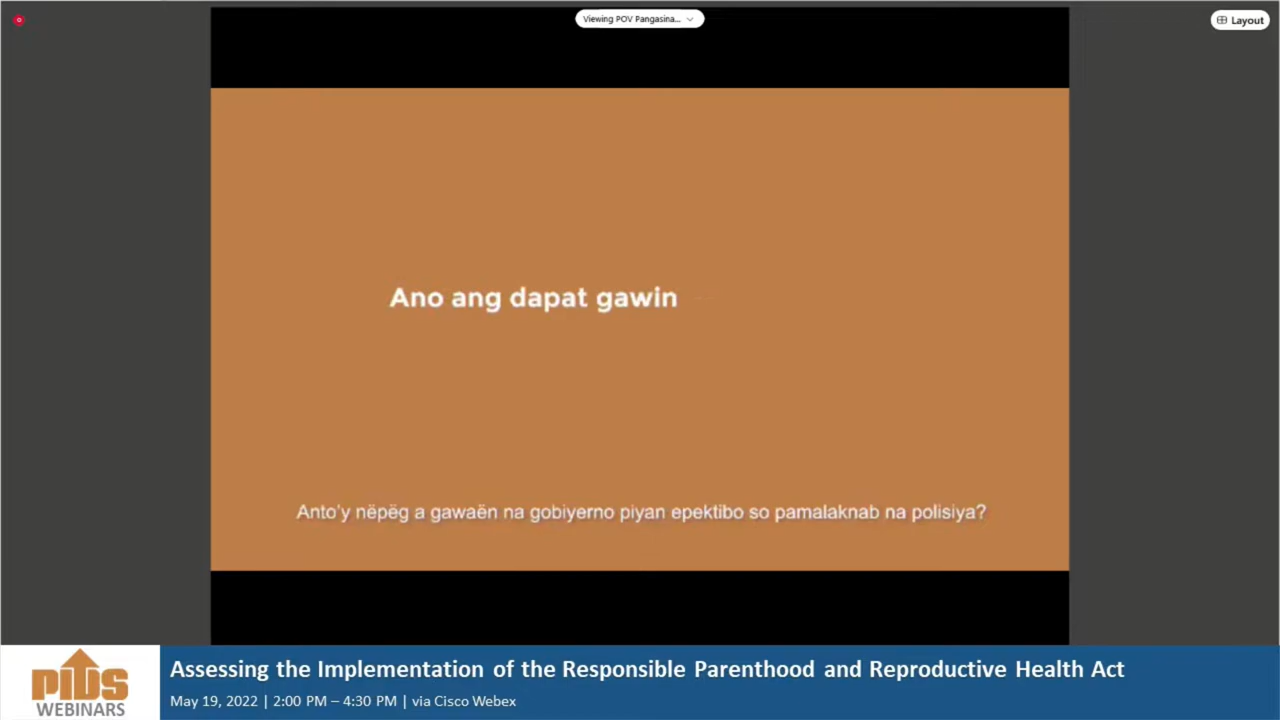 Viewing POV Pangasina...
Layout
Ano ang dapat gawin
Anto'y nëpëg a gawaën na gobiyerno piyan epektibo so pamalaknab na polisiya?
PIDS
WEBINARS
Assessing the Implementation of the Responsible Parenthood and Reproductive Health Act
May 19, 2022 | 2:00 PM – 4:30 PM | via Cisco Webex